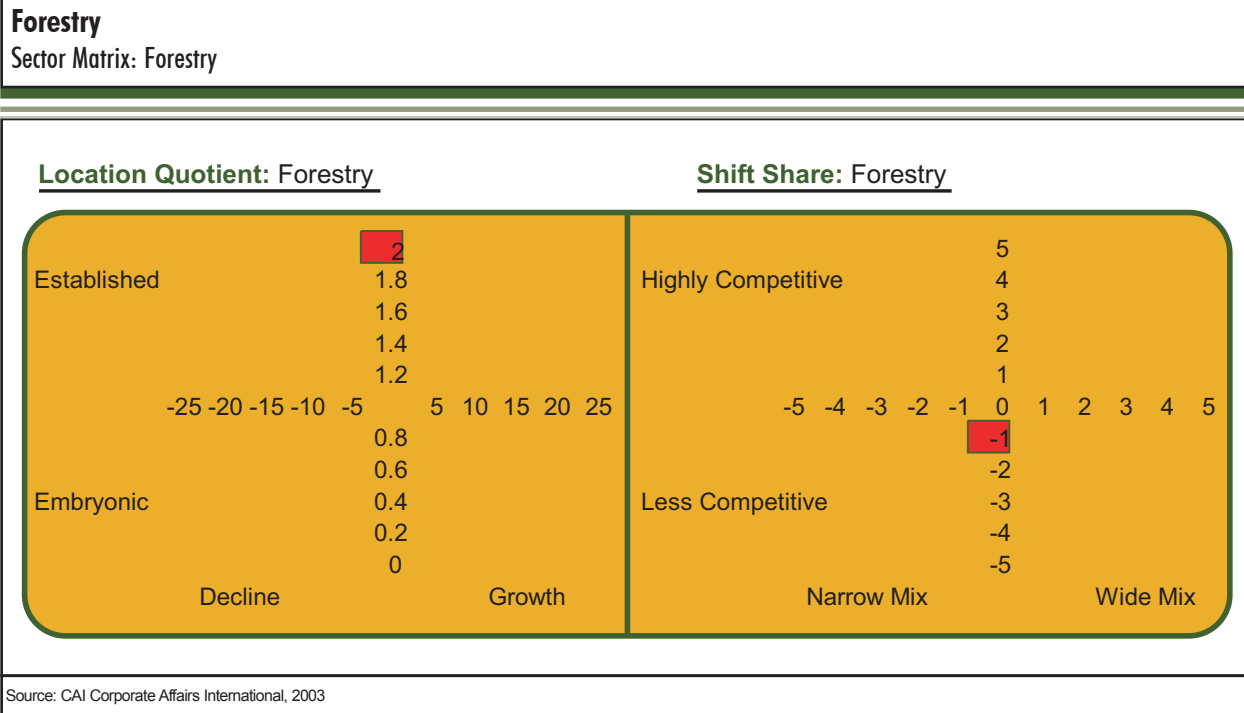 Forestry
Sector Matrix: Forestry
Location Quotient: Forestry
2
Established 1.8
1.6
1.4
1.2
-25 -20 -15 -10 -5 5 10 15 20 25
0.8
0.6
Embryonic 0.4
0.2
0
Decline Growth
Shift Share: Forestry
5
Highly Competitive 4
3
2
1
-5 -4 -3 -2 -1 0 1 2 3 4 5
-1
-2
Less Competitive -3
-4
-5
Narrow Mix Wide Mix
Source: CAI Corporate Affairs International, 2003